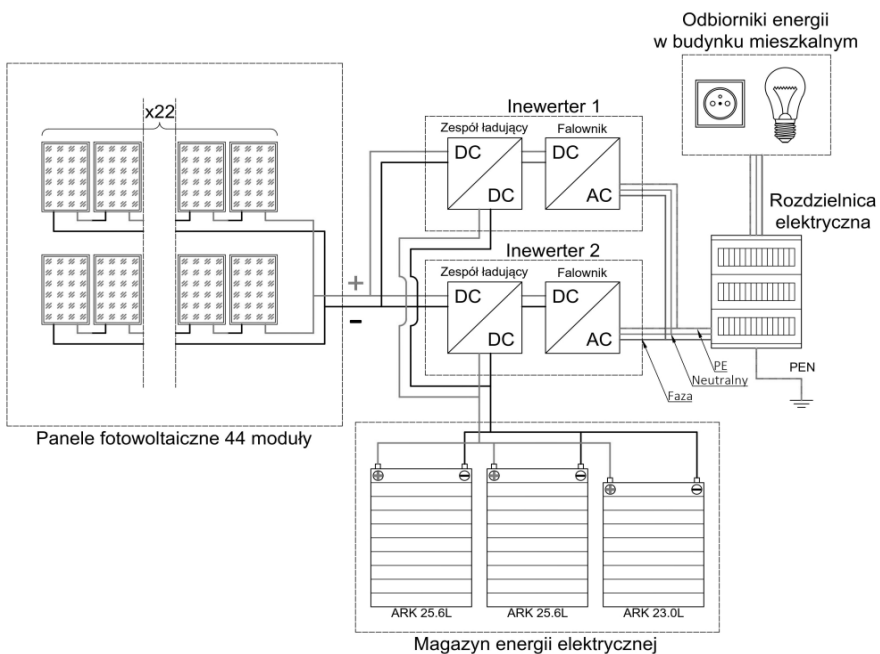 Odbiorniki energii
w budynku mieszkalnym
x22
Inewerter 1
Zespół ładujący
Falownik
DC
DC
DC
AC
Rozdzielnica
elektryczna
Inewerter 2
Zespół ładujący
Falownik
+
DC
DC
-
DC
AC
PE
Neutralny
Faza
PEN
Panele fotowoltaiczne 44 moduły
ARK 25.6L
ARK 25.6L
ARK 23.0L
Magazyn energii elektrycznej